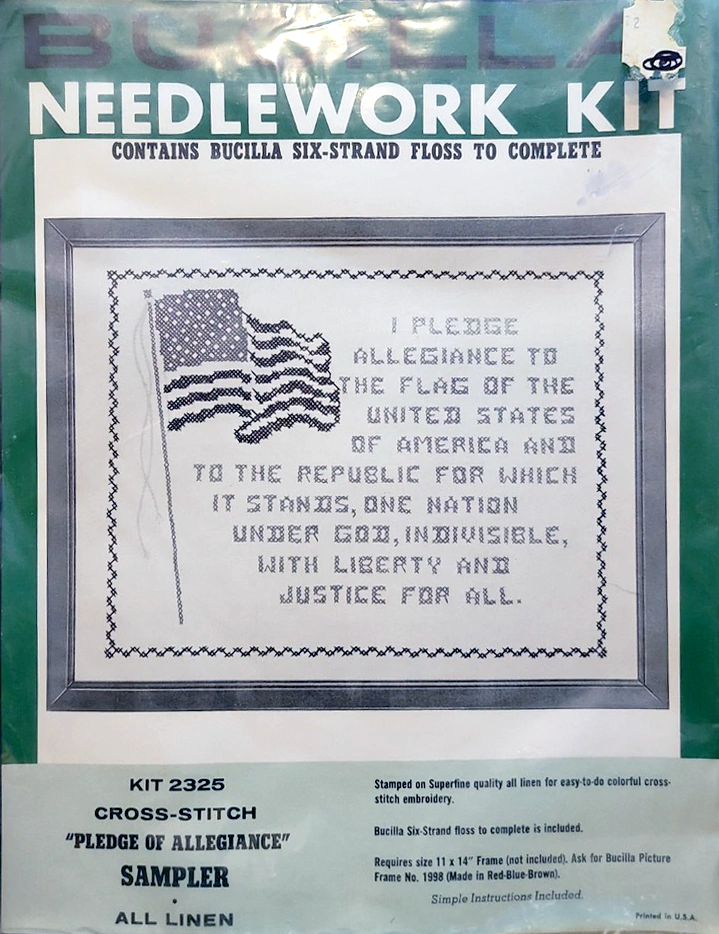 BUCILLA
2
NEEDLEWORK KIT
CONTAINS BUCILLA SIX-STRAND FLOSS TO COMPLETE
I PLEDGE
ALLEGIANCE TO
THE FLAG OF THE
UNITED STATES
OF AMERICA AND
TO THE REPUBLIC FOR WHICH
IT STANDS, ONE NATION
UNDER GOD, INDIVISIBLE,
WITH LIBERTY AND
JUSTICE FOR ALL.
KIT 2325
CROSS-STITCH
"PLEDGE OF ALLEGIANCE"
SAMPLER
•
ALL LINEN
Stamped on Superfine quality all linen for easy-to-do colorful cross-
stitch embroidery.
Bucilla Six-Strand floss to complete is included.
Requires size 11 x 14" Frame (not included). Ask for Bucilla Picture
Frame No. 1998 (Made in Red-Blue-Brown).
Simple Instructions Included.
Printed in U.S.A.